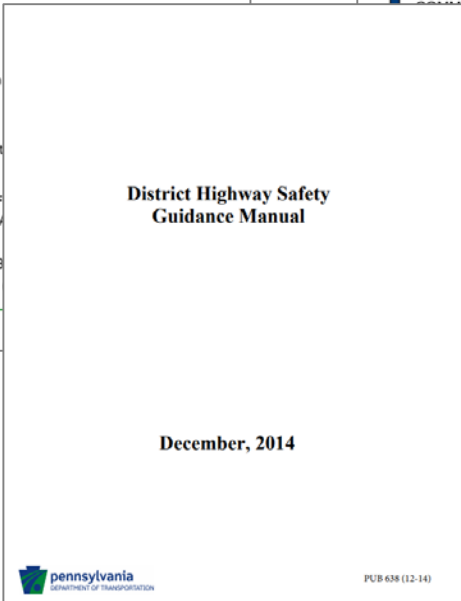 District Highway Safety
Guidance Manual
December, 2014
pennsylvania
DEPARTMENT OF TRANSPORTATION
PUB 638 (12-14)